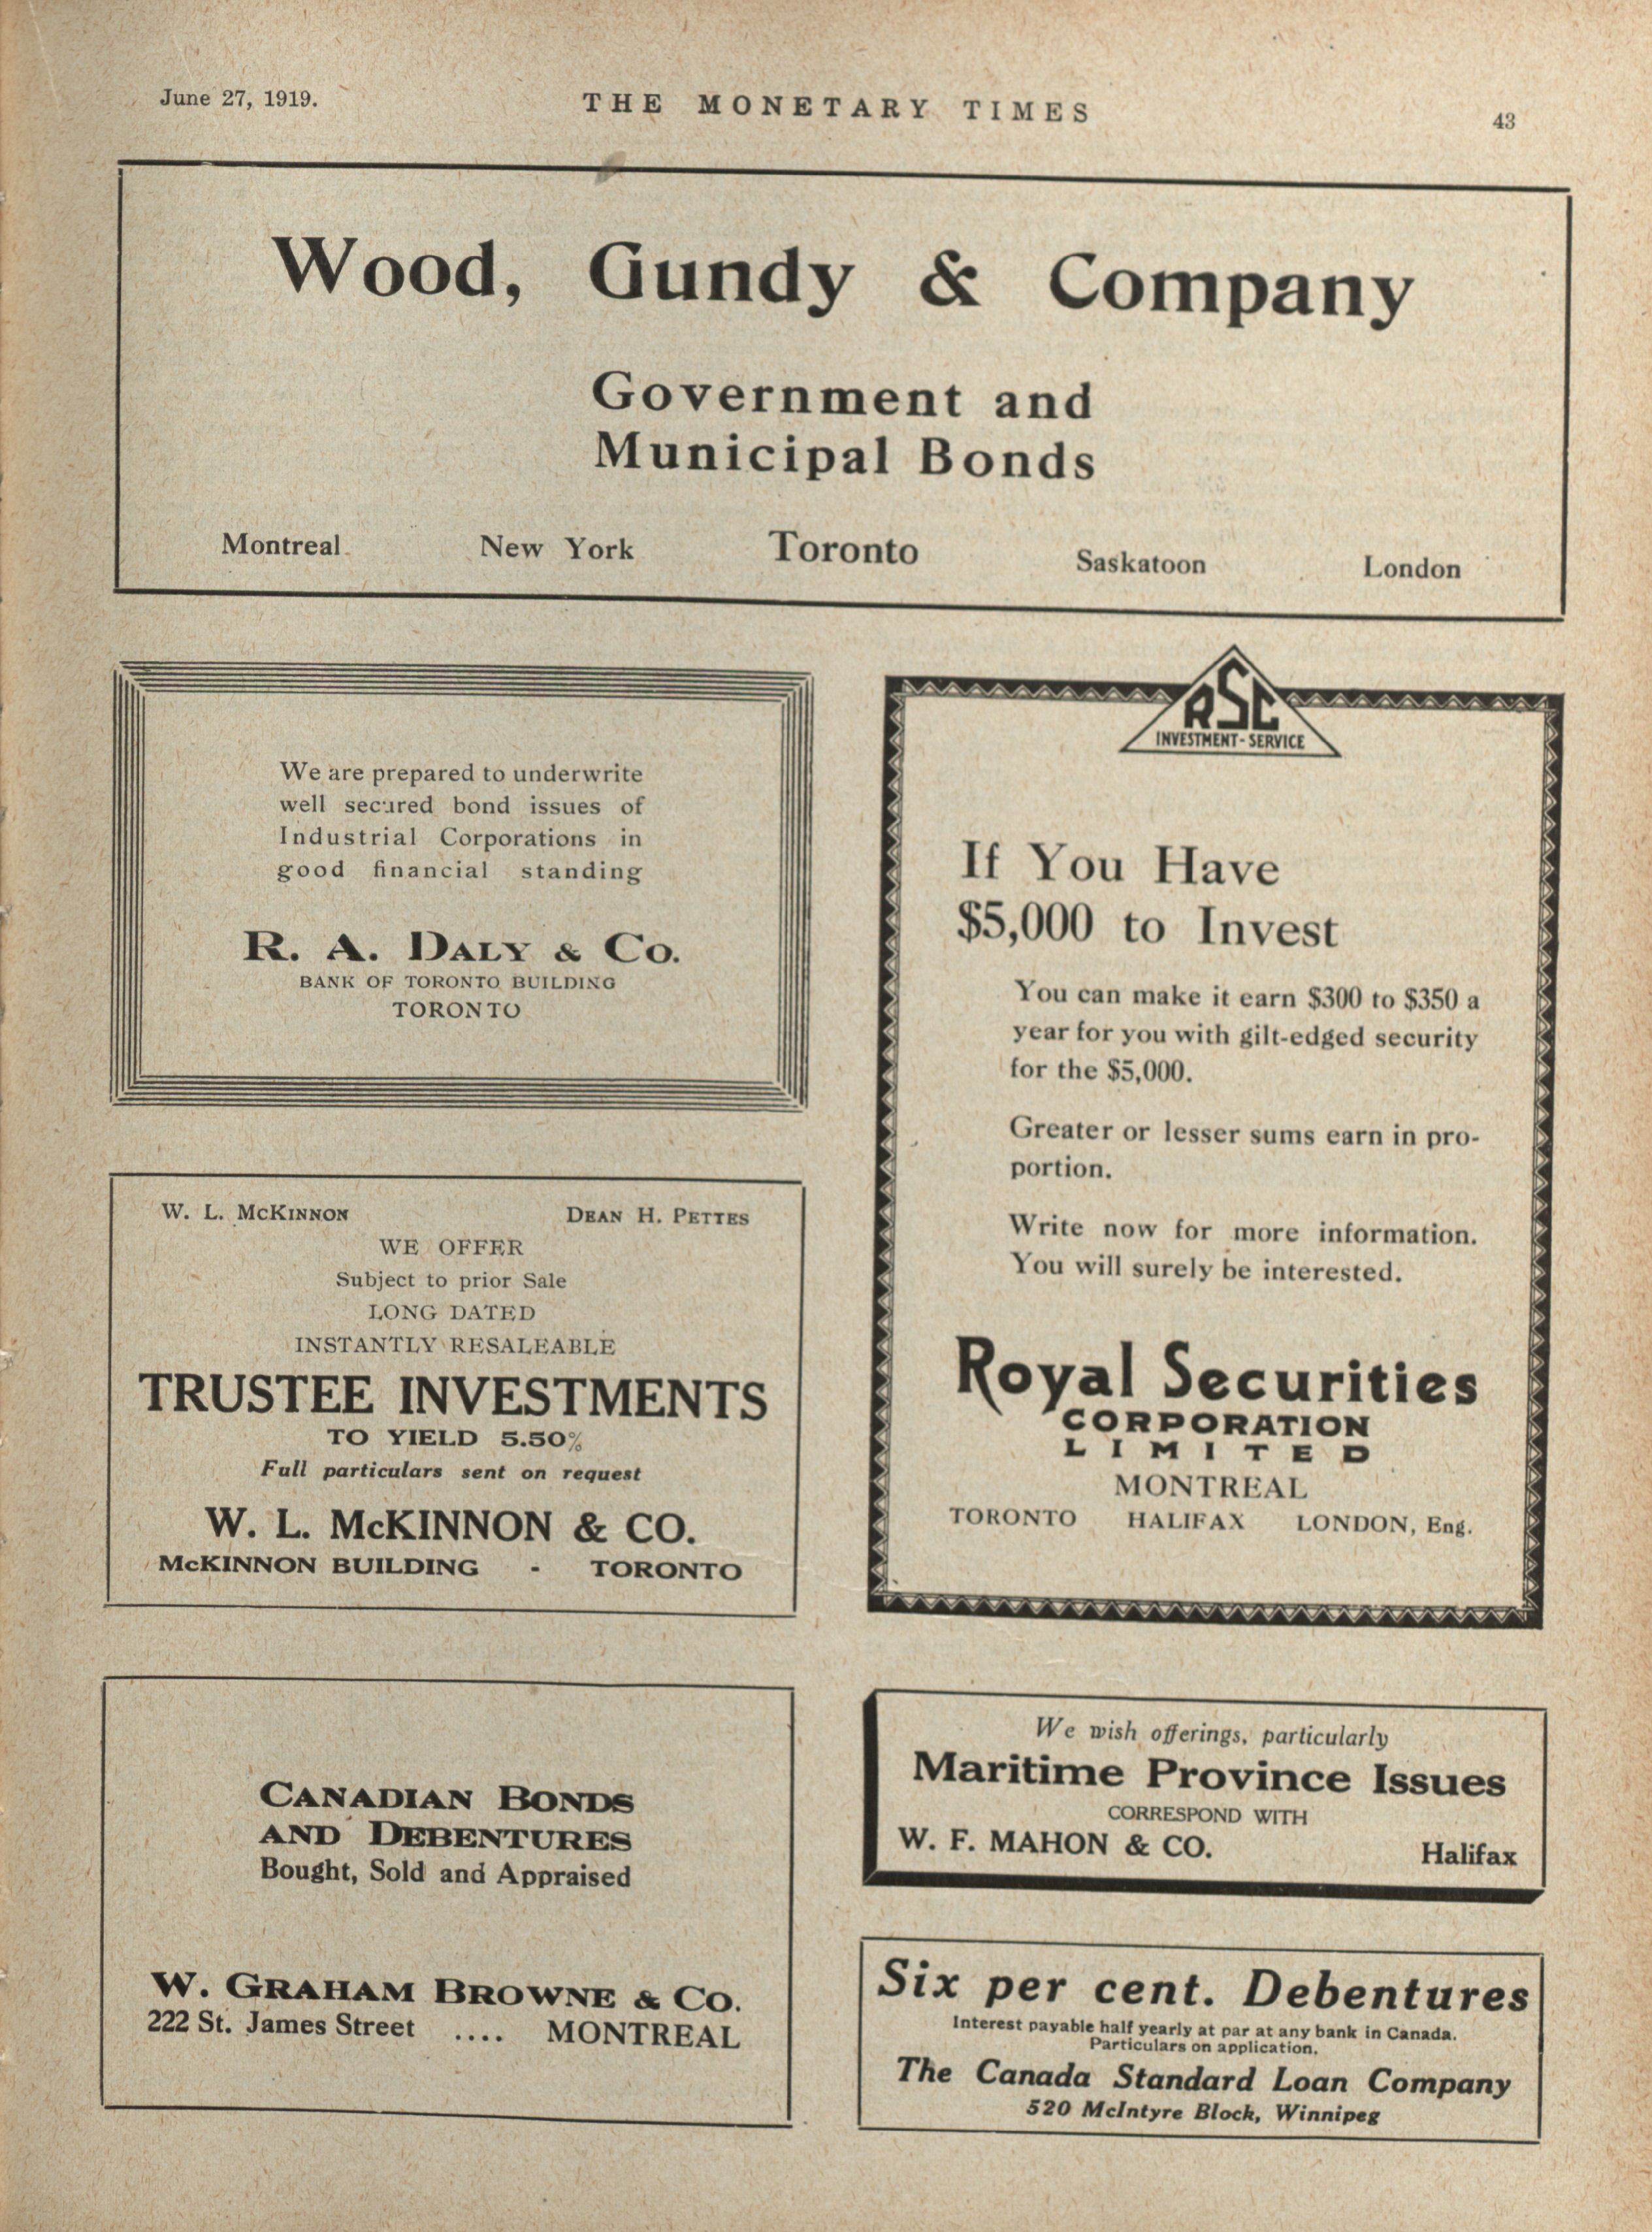 June 27, 1919.
THE MONETARY TIMES
43
Wood, Gundy & Company
Government and
Municipal Bonds
Montreal New York Toronto Saskatoon London
We are prepared to underwrite
well secured bond issues of
Industrial Corporations in
good financial standing
R. A. DALY & Co.
BANK OF TORONTO BUILDING
TORONTO
W. L. McKINNON DEAN H. PETTES
WE OFFER
Subject to prior Sale
LONG DATED
INSTANTLY RESALEABLE
TRUSTEE INVESTMENTS
TO YIELD 5.50%
Full particulars sent on request
W. L. McKINNON & CO.
McKINNON BUILDING - TORONTO
CANADIAN BONDS
AND DEBENTURES
Bought, Sold and Appraised
W. GRAHAM BROWNE & Co.
222 St. James Street .... MONTREAL
RSC
INVESTMENT-SERVICE
If You Have
$5,000 to Invest
You can make it earn $300 to $350 a
year for you with gilt-edged security
for the $5,000.
Greater or lesser sums earn in pro-
portion.
Write now for more information.
You will surely be interested.
Royal Securities
CORPORATION
LIMITED
MONTREAL
TORONTO HALIFAX LONDON, Eng.
We wish offerings, particularly
Maritime Province Issues
CORRESPOND WITH
W. F. MAHON & CO. Halifax
Six per cent. Debentures
Interest payable half yearly at par at any bank in Canada.
Particulars on application.
The Canada Standard Loan Company
520 McIntyre Block, Winnipeg